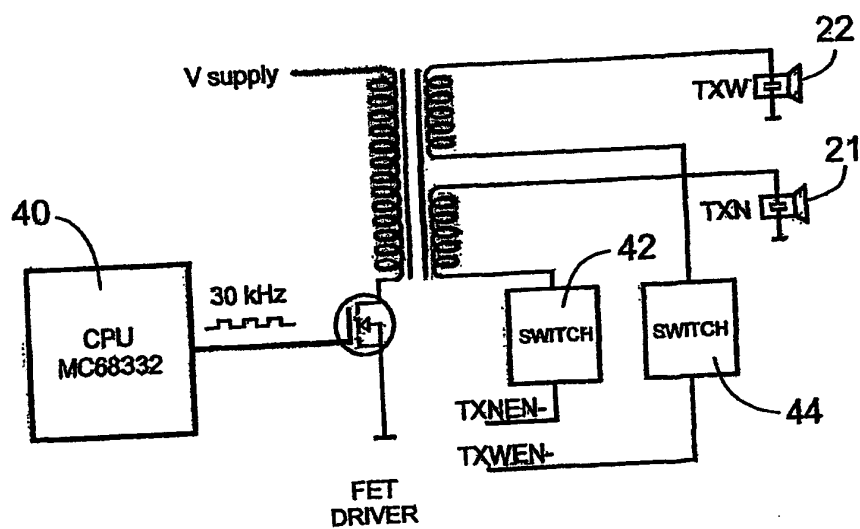 22
V supply
TXW
21
TXN
40
42
30 kHz
CPU
MC68332
SWITCH
SWITCH
TXNEN-
44
TXWEN-
FET
DRIVER